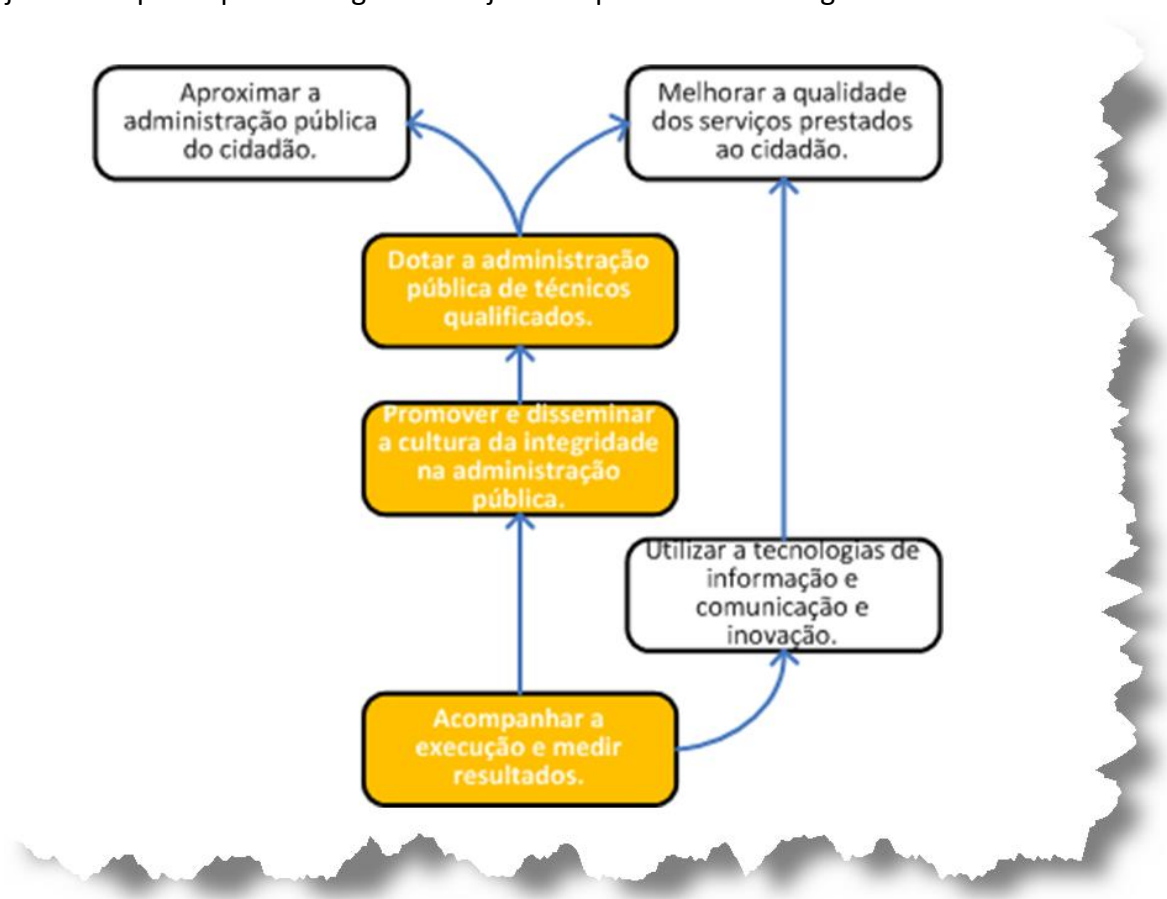 Aproximar a
administração pública
do cidadão.
Melhorar a qualidade
dos serviços prestados
ao cidadão.
Dotar a administração
pública de técnicos
qualificados.
Promover e disseminar
a cultura da integridade
na administração
pública.
Utilizar a tecnologias de
informação e
comunicação e
inovação.
Acompanhar a
execução e medir
resultados.